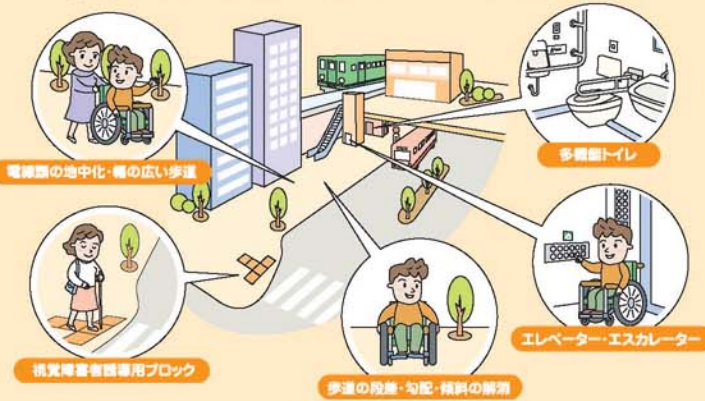 電線類の地中化・幅の広い歩道
多機能トイレ
視覚障害者誘導用ブロック
エレベーター・エスカレーター
歩道の段差・勾配・傾斜の解消